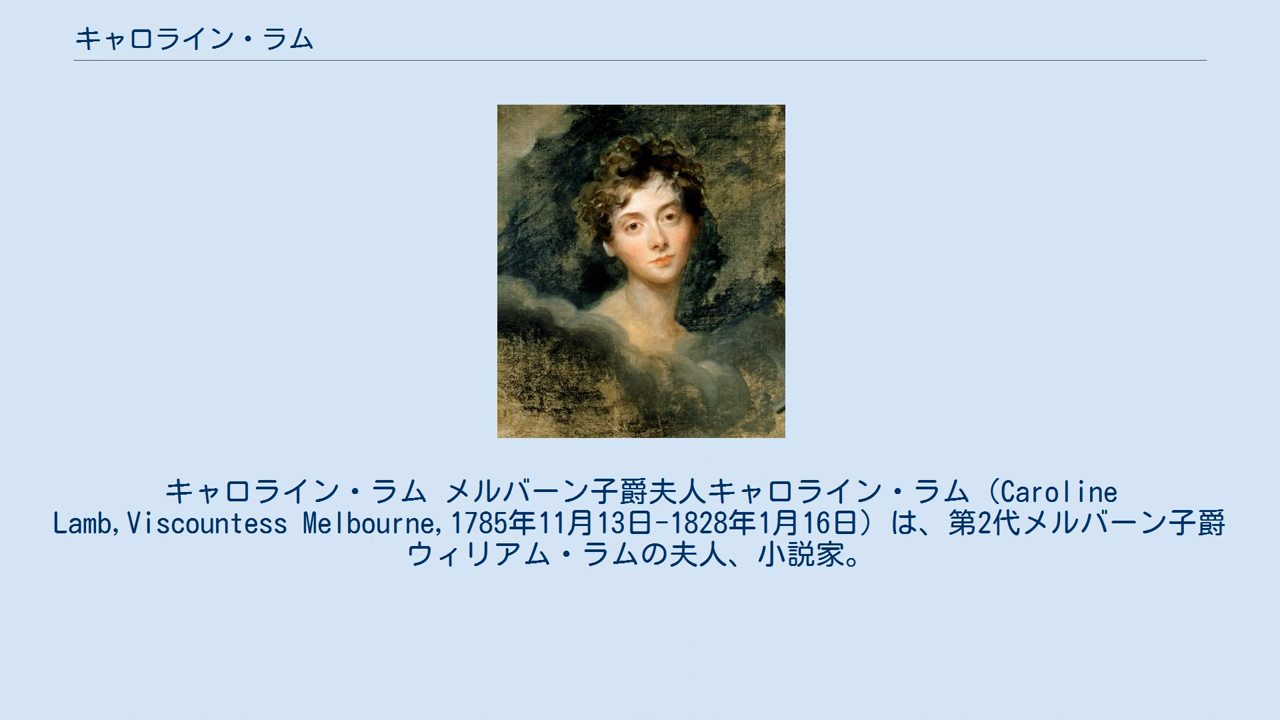 キャロライン・ラム
キャロライン・ラム メルバーン子爵夫人キャロライン・ラム（Caroline
Lamb,Viscountess Melbourne,1785年11月13日-1828年1月16日）は、第2代メルバーン子爵
ウィリアム・ラムの夫人、小説家。